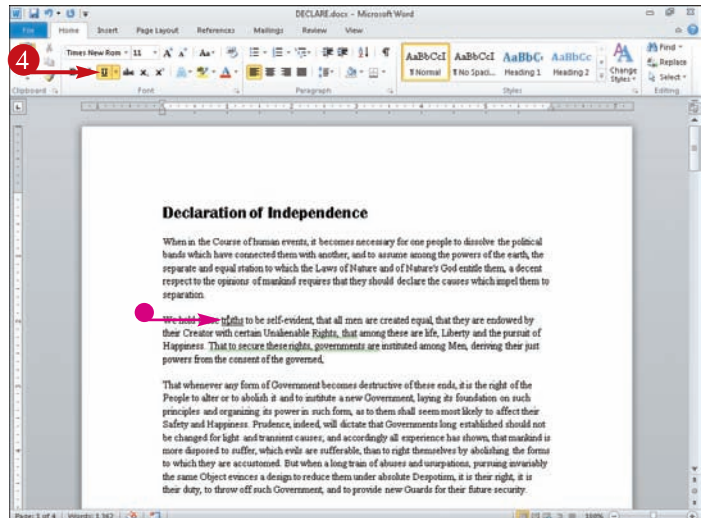 DECLARE.docx - Microsoft Word
File Home Insert Page Layout References Mailings Review View
Times New Rom 11 A A Aa
AaBbCcI AaBbCcI AaBbC AaBbCc A
Find
Replace
Select
4
U abe x, x² A
¶ Normal ¶ No Spaci... Heading 1 Heading 2 Change Styles
Clipboard Font Paragraph Styles Editing
Declaration of Independence
When in the Course of human events, it becomes necessary for one people to dissolve the political
bands which have connected them with another, and to assume among the powers of the earth, the
separate and equal station to which the Laws of Nature and of Nature's God entitle them, a decent
respect to the opinions of mankind requires that they should declare the causes which impel them to
separation.
We hold truths to be self-evident, that all men are created equal, that they are endowed by
their Creator with certain Unalienable Rights, that among these are life, Liberty and the pursuit of
Happiness. That to secure these rights, governments are instituted among Men, deriving their just
powers from the consent of the governed,
That whenever any form of Government becomes destructive of these ends, it is the right of the
People to alter or to abolish it and to institute a new Government, laying its foundation on such
principles and organizing its power in such form, as to them shall seem most likely to affect their
Safety and Happiness. Prudence, indeed, will dictate that Governments long established should not
be changed for light and transient causes; and accordingly all experience has shown, that mankind is
more disposed to suffer, which evils are sufferable, than to right themselves by abolishing the forms
to which they are accustomed. But when a long train of abuses and usurpations, pursuing invariably
the same Object evinces a design to reduce them under absolute Despotism, it is their right, it is
their duty, to throw off such Government, and to provide new Guards for their future security.
Page: 1 of 4 Words: 1,342 100%